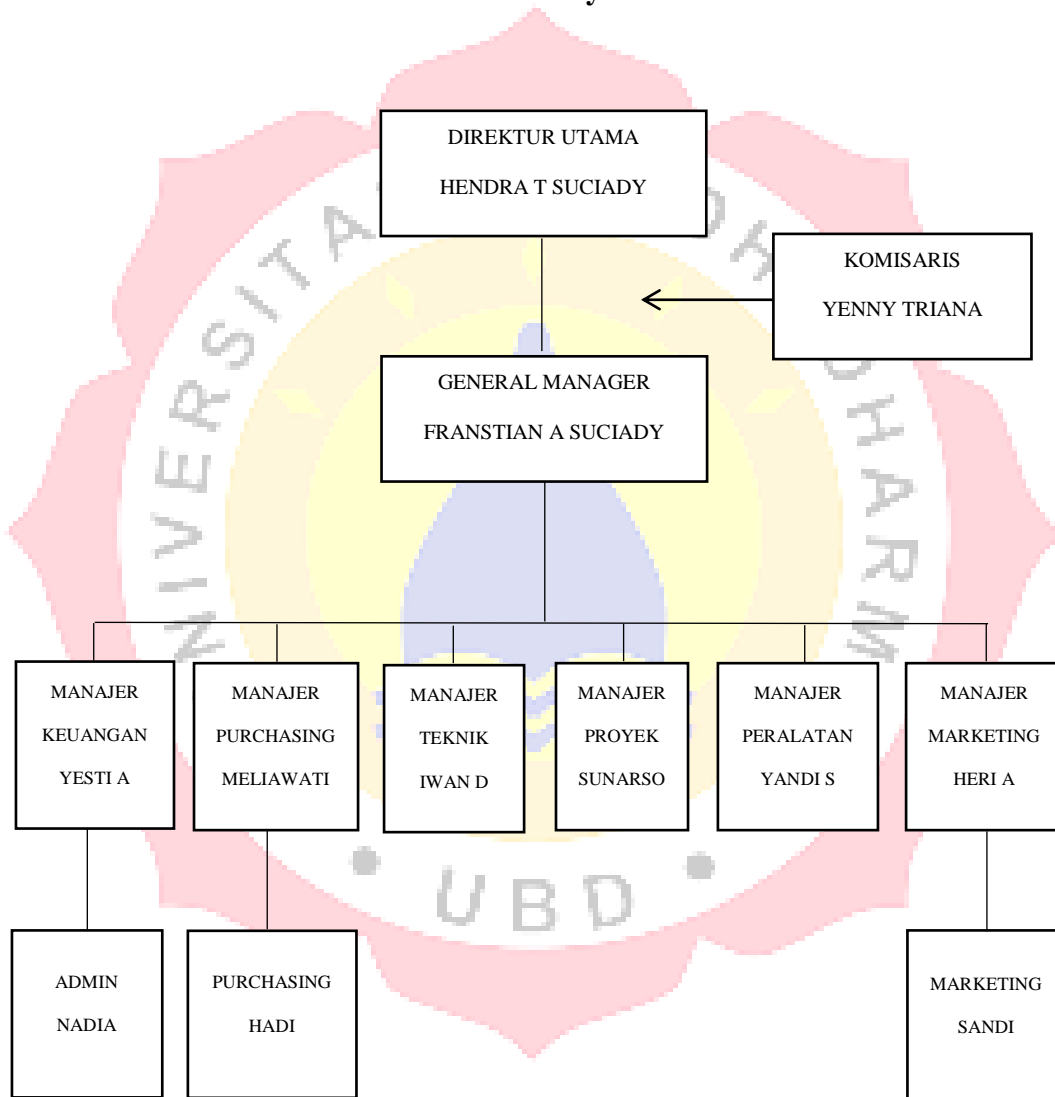 DIREKTUR UTAMA
HENDRA T SUCIADY
KOMISARIS
YENNY TRIANA
GENERAL MANAGER
FRANSTIAN A SUCIADY
MANAJER
KEUANGAN
YESTI A
MANAJER
PURCHASING
MELIAWATI
MANAJER
TEKNIK
IWAN D
MANAJER
PROYEK
SUNARSO
MANAJER
PERALATAN
YANDI S
MANAJER
MARKETING
HERI A
ADMIN
NADIA
PURCHASING
HADI
MARKETING
SANDI
UBD